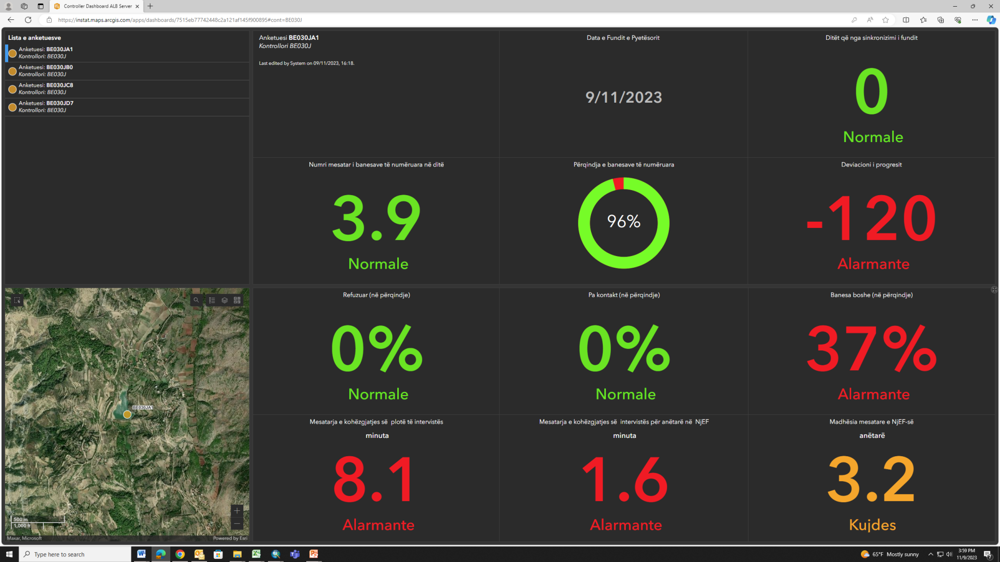 Controller Dashboard ALB Server
https://instat.maps.arcgis.com/apps/dashboards/7515eb77742448c2a121af145f900895#cont=BE030J
Lista e anketuesve
Anketuesi: BE030JA1
Kontrollori: BE030J
Anketuesi: BE030JB0
Kontrollori: BE030J
Anketuesi: BE030JC8
Kontrollori: BE030J
Anketuesi: BE030JD7
Kontrollori: BE030J
Anketuesi BE030JA1
Kontrollori BE030J
Last edited by System on 09/11/2023, 16:18.
Data e Fundit e Pyetësorit
9/11/2023
Ditët që nga sinkronizimi i fundit
0
Normale
Numri mesatar i banesave të numëruara në ditë
3.9
Normale
Përqindja e banesave të numëruara
96%
Deviacioni i progresit
-120
Alarmante
BE030JA1
500 m
1,000 ft
Maxar, Microsoft
Powered by Esri
Refuzuar (në përqindje)
0%
Normale
Pa kontakt (në përqindje)
0%
Normale
Banesa boshe (në përqindje)
37%
Alarmante
Mesatarja e kohëzgjatjes së plotë të intervistës
minuta
8.1
Alarmante
Mesatarja e kohëzgjatjes së intervistës për anëtarë në NjEF
minuta
1.6
Alarmante
Madhësia mesatare e NjEF-së
anëtarë
3.2
Kujdes
Type here to search
65°F Mostly sunny
3:59 PM
11/9/2023
7